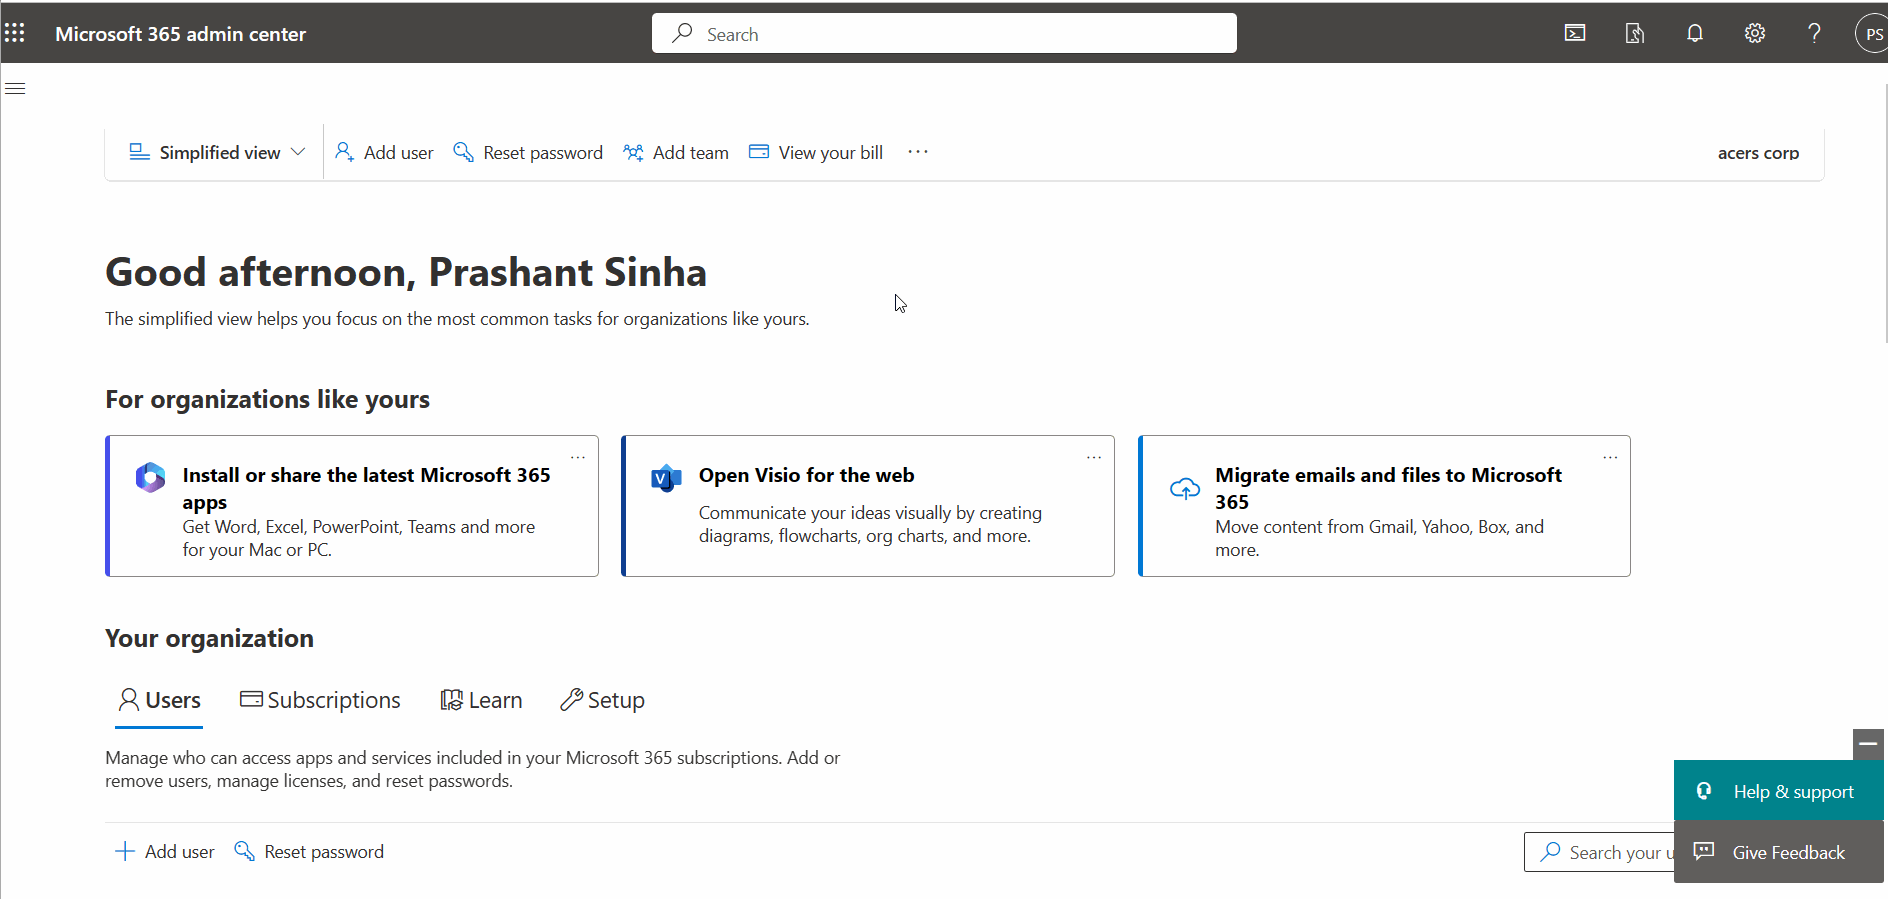 Microsoft 365 admin center
Search
PS
Simplified view
Add user
Reset password
Add team
View your bill
acers corp
Good afternoon, Prashant Sinha
The simplified view helps you focus on the most common tasks for organizations like yours.
For organizations like yours
Install or share the latest Microsoft 365
apps
Get Word, Excel, PowerPoint, Teams and more
for your Mac or PC.
Open Visio for the web
Communicate your ideas visually by creating
diagrams, flowcharts, org charts, and more.
Migrate emails and files to Microsoft
365
Move content from Gmail, Yahoo, Box, and
more.
Your organization
Users
Subscriptions
Learn
Setup
Manage who can access apps and services included in your Microsoft 365 subscriptions. Add or
remove users, manage licenses, and reset passwords.
Help & support
Add user
Reset password
Search your u
Give Feedback